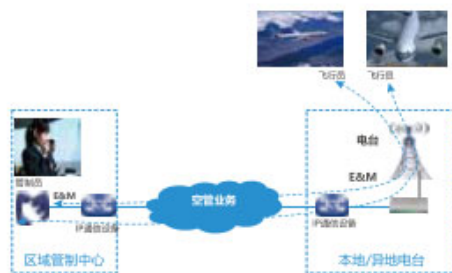 飞行员
飞行员
电台
E&M
管制员
E&M
IP通信设备
空管业务
IP通信设备
区域管制中心
本地/异地电台